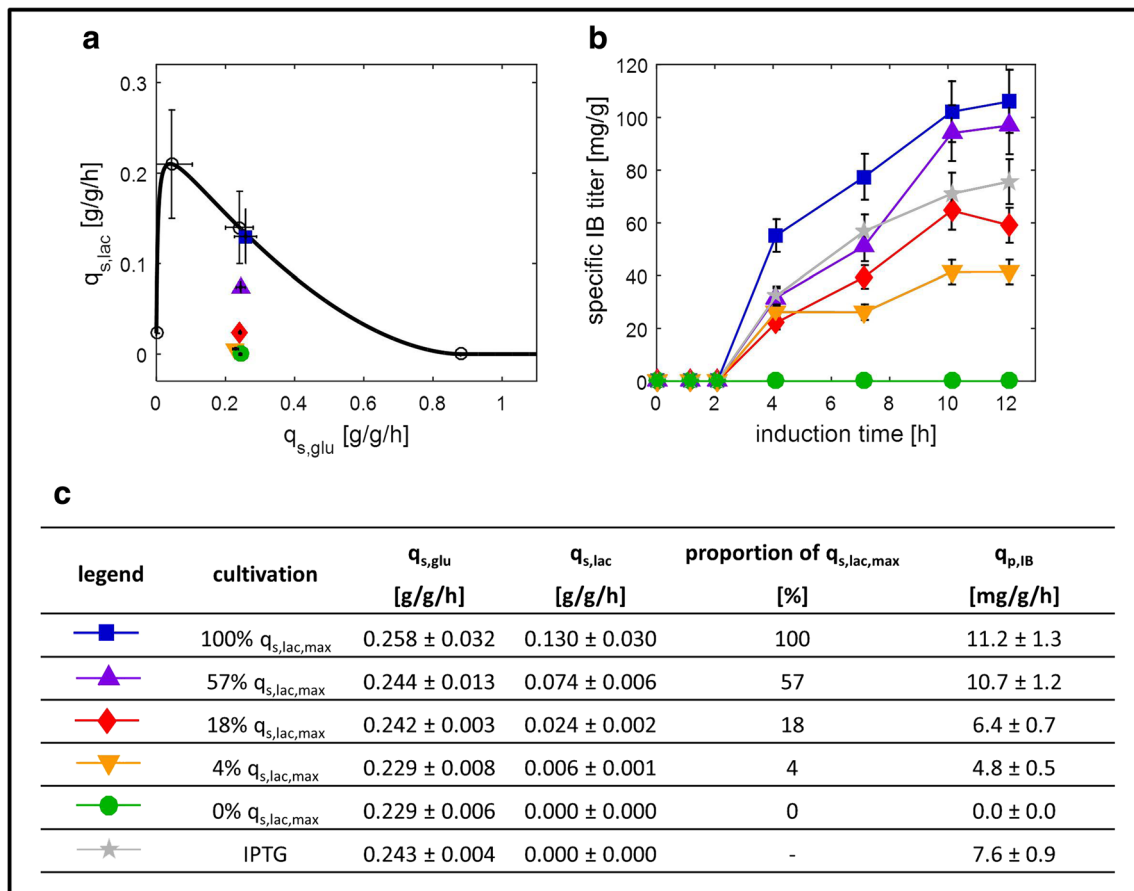 a
0.3
0.2
0.1
0
q_s,lac [g/g/h]
0 0.2 0.4 0.6 0.8 1
q_s,glu [g/g/h]
b
120
100
80
60
40
20
0
specific IB titer [mg/g]
0 2 4 6 8 10 12
induction time [h]
c
legend cultivation q_s,glu [g/g/h] q_s,lac [g/g/h] proportion of q_s,lac,max [%] q_p,IB [mg/g/h]
100% q_s,lac,max 0.258 ± 0.032 0.130 ± 0.030 100 11.2 ± 1.3
57% q_s,lac,max 0.244 ± 0.013 0.074 ± 0.006 57 10.7 ± 1.2
18% q_s,lac,max 0.242 ± 0.003 0.024 ± 0.002 18 6.4 ± 0.7
4% q_s,lac,max 0.229 ± 0.008 0.006 ± 0.001 4 4.8 ± 0.5
0% q_s,lac,max 0.229 ± 0.006 0.000 ± 0.000 0 0.0 ± 0.0
IPTG 0.243 ± 0.004 0.000 ± 0.000 - 7.6 ± 0.9